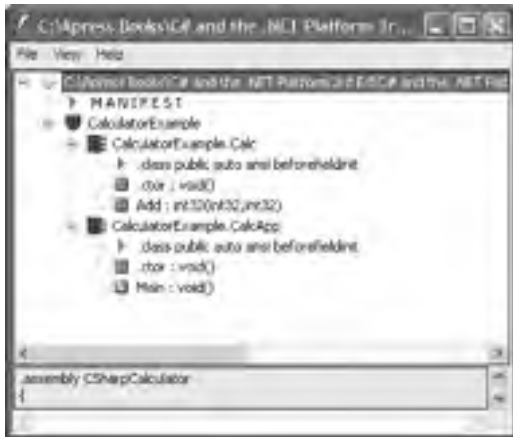 C:\Apress Books\C# and the .NET Platform 3r...
File View Help
C:\Apress Books\C# and the .NET Platform 3rd Ed\C# and the .NET Plat
MANIFEST
CalculatorExample
CalculatorExample.Calc
.class public auto ansi beforefieldinit
.ctor : void()
Add : int32(int32,int32)
CalculatorExample.CalcApp
.class public auto ansi beforefieldinit
.ctor : void()
Main : void()
.assembly CSharpCalculator
{